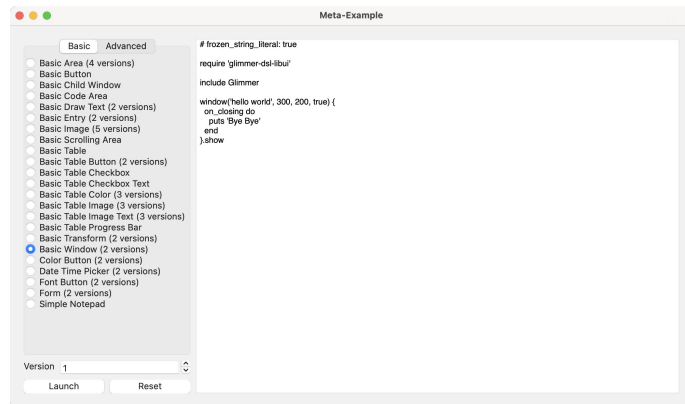 Meta-Example
Basic
Advanced
Basic Area (4 versions)
Basic Button
Basic Child Window
Basic Code Area
Basic Draw Text (2 versions)
Basic Entry (2 versions)
Basic Image (5 versions)
Basic Scrolling Area
Basic Table
Basic Table Button (2 versions)
Basic Table Checkbox
Basic Table Checkbox Text
Basic Table Color (3 versions)
Basic Table Image (3 versions)
Basic Table Image Text (3 versions)
Basic Table Progress Bar
Basic Transform (2 versions)
Basic Window (2 versions)
Color Button (2 versions)
Date Time Picker (2 versions)
Font Button (2 versions)
Form (2 versions)
Simple Notepad
Version 1
Launch
Reset
# frozen_string_literal: true
require 'glimmer-dsl-libui'
include Glimmer
window('hello world', 300, 200, true) {
on_closing do
puts 'Bye Bye'
end
}.show